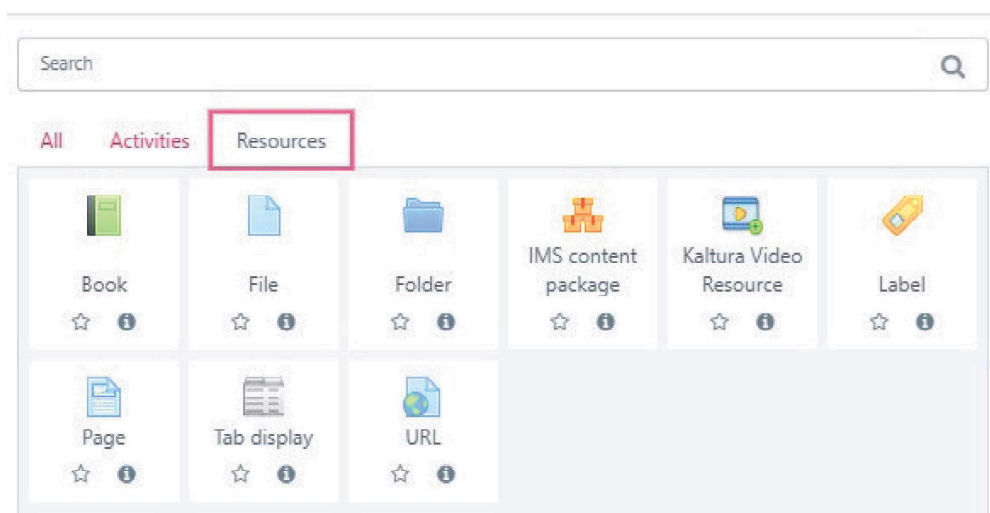 Search
All Activities Resources
Book
File
Folder
IMS content
package
Kaltura Video
Resource
Label
Page
Tab display
URL